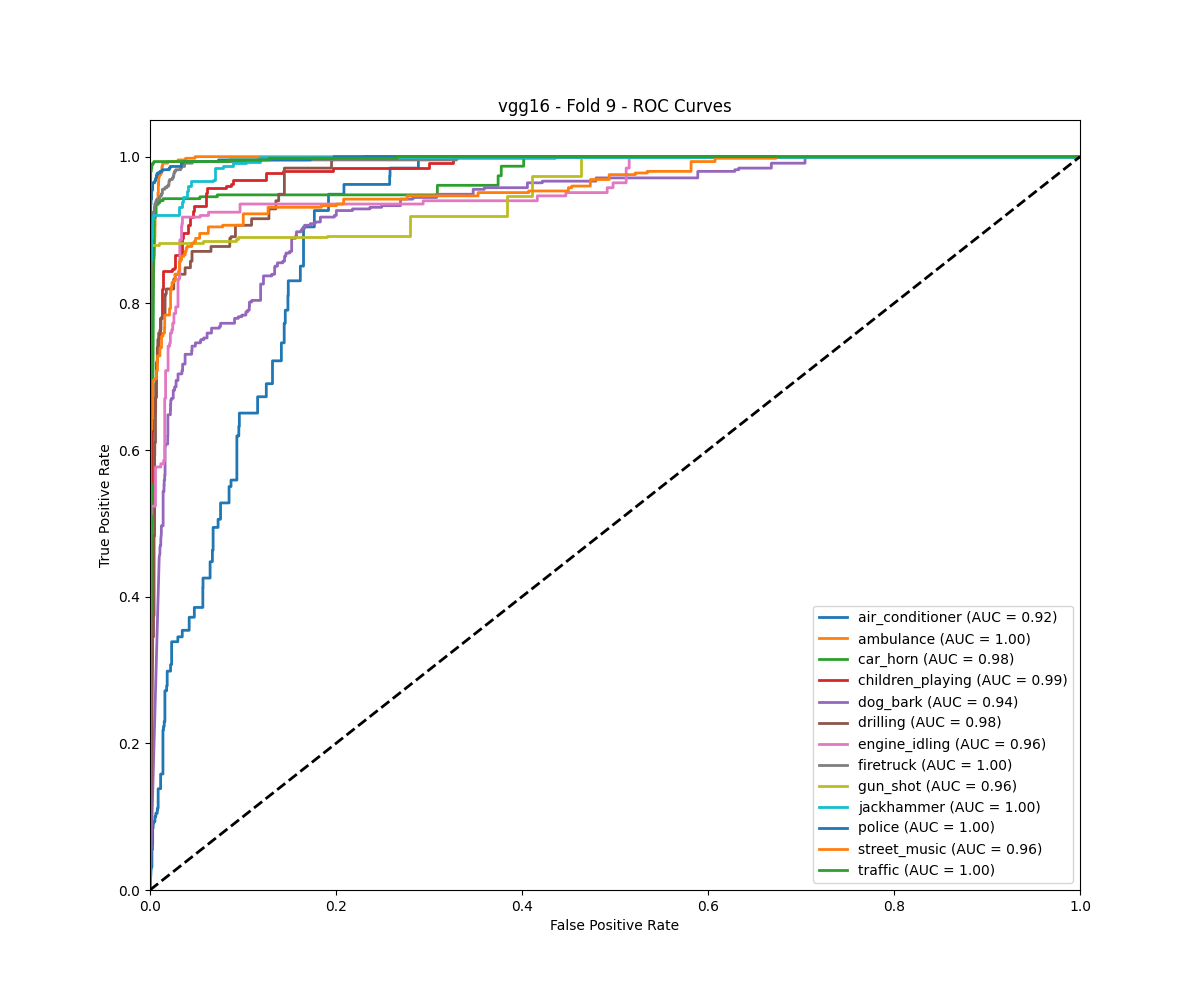 vgg16 - Fold 9 - ROC Curves
True Positive Rate
1.0
0.8
0.6
0.4
0.2
0.0
air_conditioner (AUC = 0.92)
ambulance (AUC = 1.00)
car_horn (AUC = 0.98)
children_playing (AUC = 0.99)
dog_bark (AUC = 0.94)
drilling (AUC = 0.98)
engine_idling (AUC = 0.96)
firetruck (AUC = 1.00)
gun_shot (AUC = 0.96)
jackhammer (AUC = 1.00)
police (AUC = 1.00)
street_music (AUC = 0.96)
traffic (AUC = 1.00)
0.0 0.2 0.4 0.6 0.8 1.0
False Positive Rate